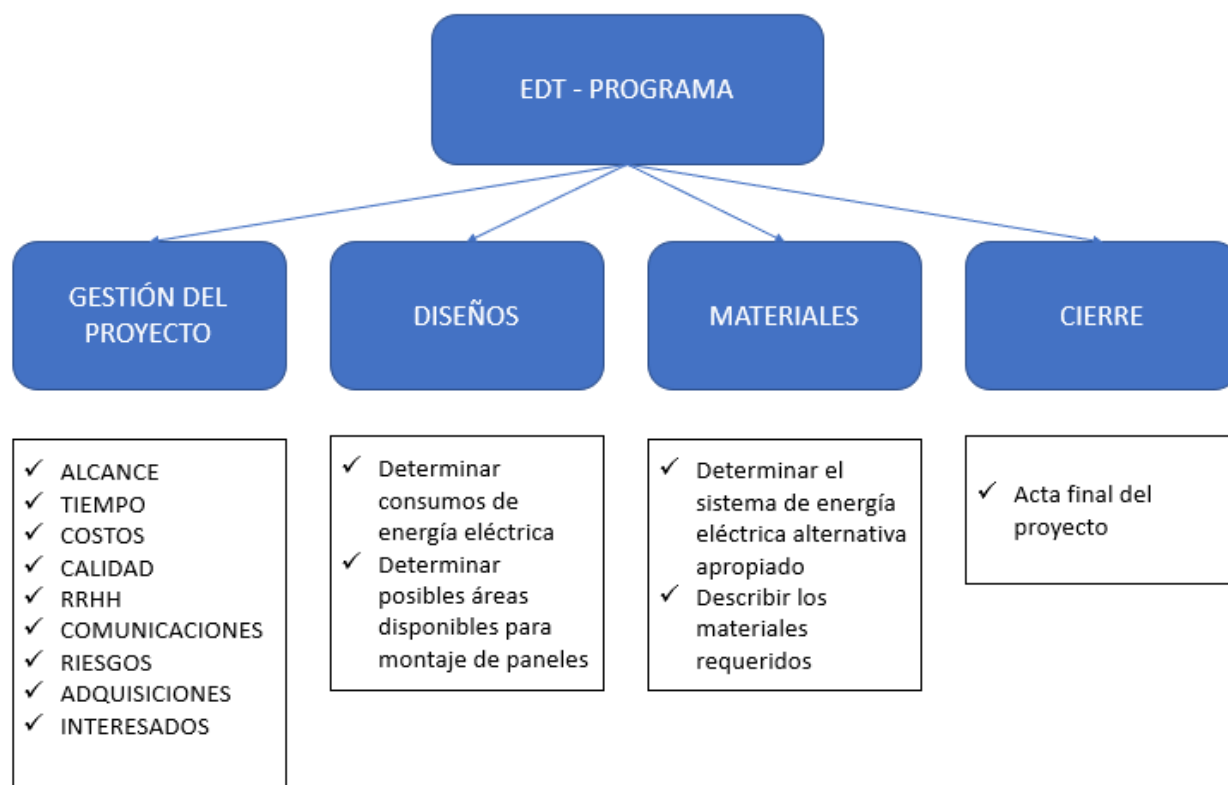 EDT - PROGRAMA
GESTIÓN DEL
PROYECTO
DISEÑOS
MATERIALES
CIERRE
✓ ALCANCE
✓ TIEMPO
✓ COSTOS
✓ CALIDAD
✓ RRHH
✓ COMUNICACIONES
✓ RIESGOS
✓ ADQUISICIONES
✓ INTERESADOS
✓ Determinar
consumos de
energía eléctrica
✓ Determinar
posibles áreas
disponibles para
montaje de paneles
✓ Determinar el
sistema de energía
eléctrica alternativa
apropiado
✓ Describir los
materiales
requeridos
✓ Acta final del
proyecto